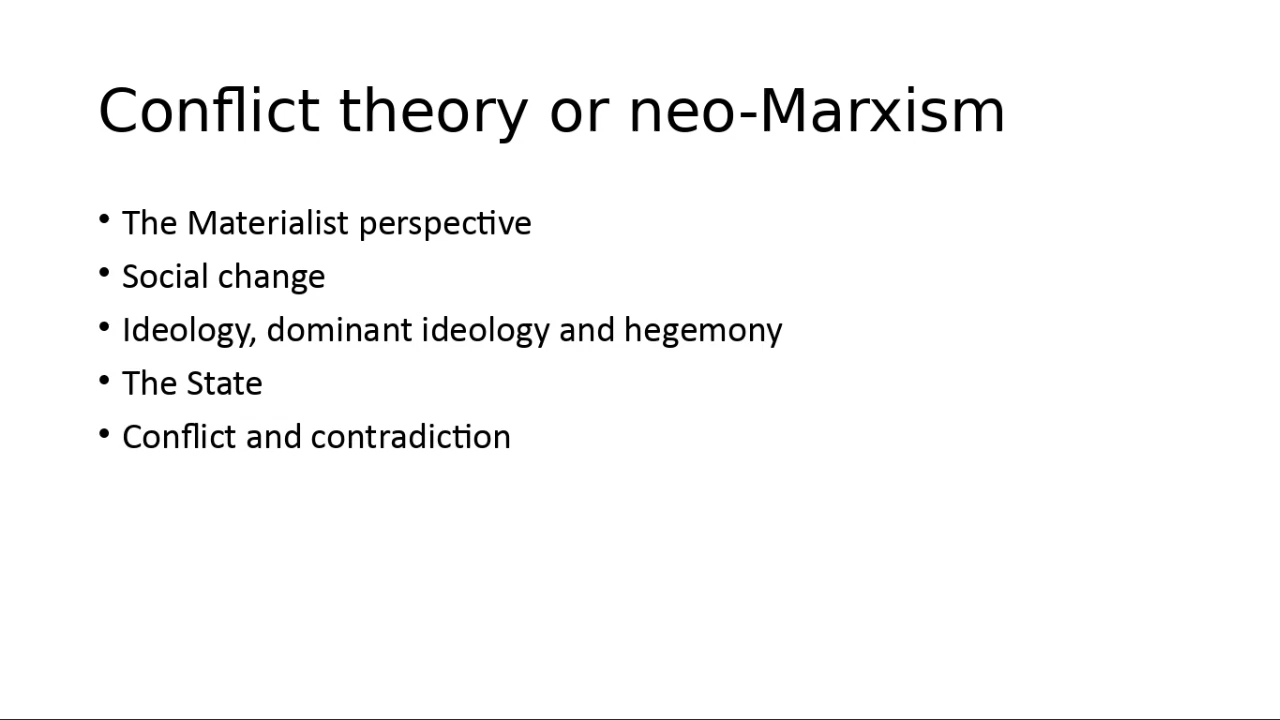 Conflict theory or neo-Marxism
• The Materialist perspective
• Social change
• Ideology, dominant ideology and hegemony
• The State
• Conflict and contradiction